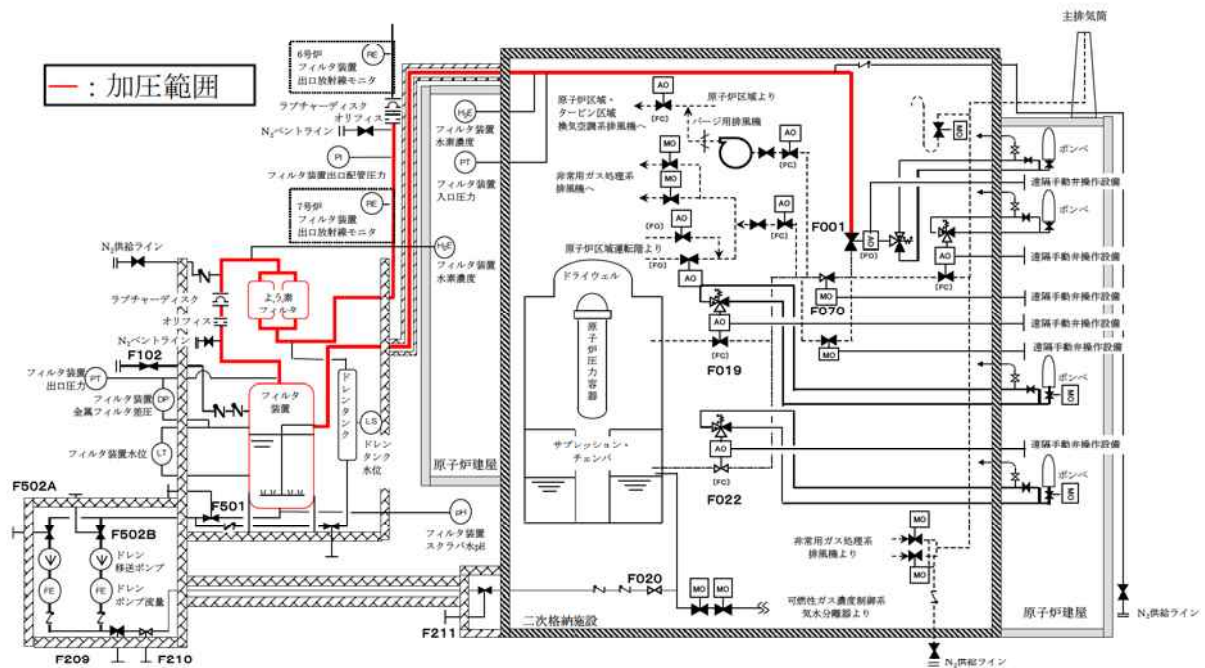 主排気筒
6号炉
フィルタ装置
出口放射線モニタ
RE
━ : 加圧範囲
ラプチャーディスク
オリフィス
N₂ベントライン
PI
フィルタ装置出口配管圧力
7号炉
フィルタ装置
出口放射線モニタ
RE
H₂E
フィルタ装置
水素濃度
PT
フィルタ装置
入口圧力
H₂E
フィルタ装置
水素濃度
原子炉区域・
タービン区域
換気空調系排風機へ
AO
原子炉区域より
パージ用排風機
MO
AO
(FC)
非常用ガス処理系
排風機へ
MO
AO
(FC)
AO
原子炉区域運転階より
(FO)
AO
F001
AO
(FO)
MO
ボンベ
遠隔手動弁操作設備
ボンベ
AO
(FC)
遠隔手動弁操作設備
MO
F070
遠隔手動弁操作設備
AO
(FC)
F019
遠隔手動弁操作設備
MO
遠隔手動弁操作設備
ボンベ
MO
AO
(FC)
F022
遠隔手動弁操作設備
ボンベ
MO
N₂供給ライン
ラプチャーディスク
オリフィス
よう素
フィルタ
N₂ベントライン
F102
フィルタ装置
出口圧力
PT
フィルタ装置
金属フィルタ差圧
DP
フィルタ
装置
ドレンタンク
LS
ドレン
タンク
水位
フィルタ装置水位
LT
原子炉建屋
ドライウェル
原子炉圧力容器
サプレッション・
チェンバ
F502A
F501
F502B
pH
フィルタ装置
スクラバ水pH
ドレン
移送ポンプ
FE
FE
ドレン
ポンプ流量
F209
F210
F211
F020
MO
MO
可燃性ガス濃度制御系
気水分離器より
二次格納施設
非常用ガス処理系
排風機より
MO
MO
N₂供給ライン
原子炉建屋
N₂供給ライン